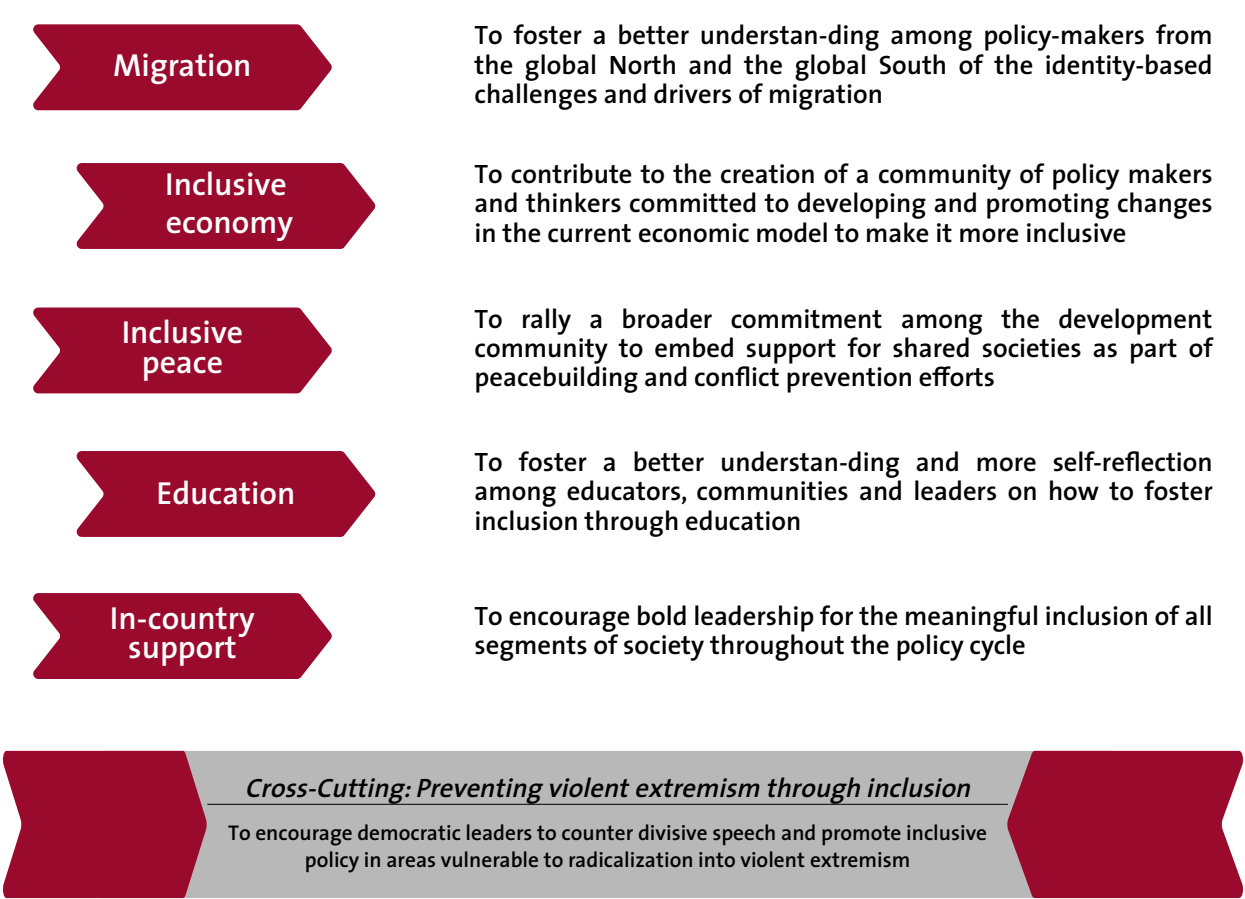 Migration
To foster a better understan-ding among policy-makers from
the global North and the global South of the identity-based
challenges and drivers of migration
Inclusive
economy
To contribute to the creation of a community of policy makers
and thinkers committed to developing and promoting changes
in the current economic model to make it more inclusive
Inclusive
peace
To rally a broader commitment among the development
community to embed support for shared societies as part of
peacebuilding and conflict prevention efforts
Education
To foster a better understan-ding and more self-reflection
among educators, communities and leaders on how to foster
inclusion through education
In-country
support
To encourage bold leadership for the meaningful inclusion of all
segments of society throughout the policy cycle
Cross-Cutting: Preventing violent extremism through inclusion
To encourage democratic leaders to counter divisive speech and promote inclusive
policy in areas vulnerable to radicalization into violent extremism